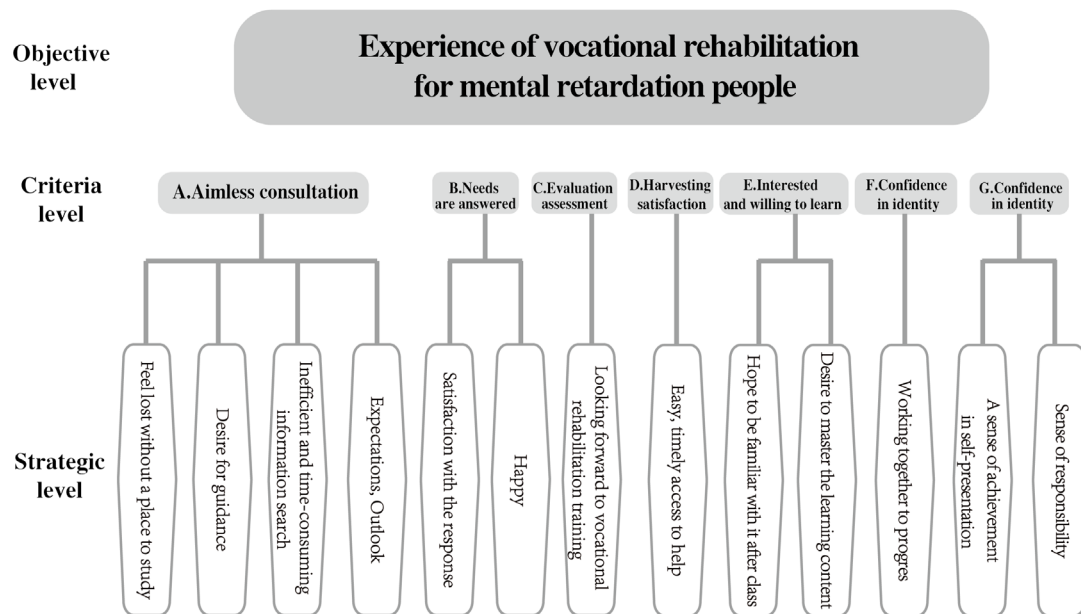 Objective
level
Experience of vocational rehabilitation
for mental retardation people
Criteria
level
A.Aimless consultation
B.Needs
are answered
C.Evaluation
assessment
D.Harvesting
satisfaction
E.Interested
and willing to learn
F.Confidence
in identity
G.Confidence
in identity
Strategic
level
Feel lost without a place to study
Desire for guidance
Inefficient and time-consuming
information search
Expectations, Outlook
Satisfaction with the response
Happy
Looking forward to vocational
rehabilitation training
Easy, timely access to help
Hope to be familiar with it after class
Desire to master the learning content
Working together to progres
A sense of achievement
in self-presentation
Sense of responsibility